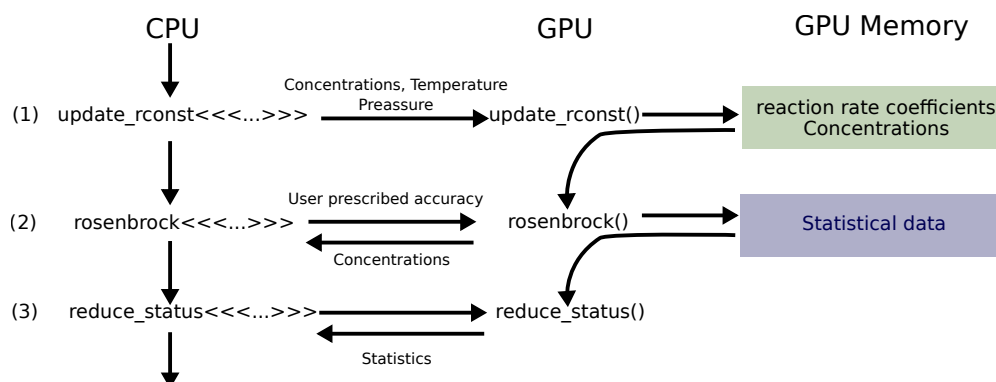 CPU
GPU
GPU Memory
Concentrations, Temperature
Preassure
(1)
update_rconst<<<...>>>
update_rconst()
reaction rate coefficients
Concentrations
User prescribed accuracy
(2)
rosenbrock<<<...>>>
rosenbrock()
Statistical data
Concentrations
(3)
reduce_status<<<...>>>
reduce_status()
Statistics